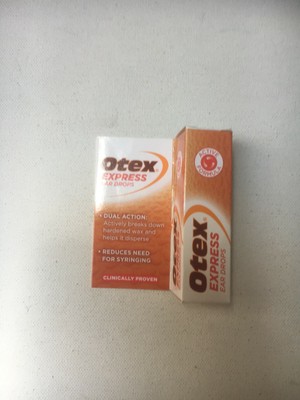 Otex
EXPRESS
EAR DROPS
• DUAL ACTION:
Actively breaks down
hardened wax and
helps it disperse
• REDUCES NEED
FOR SYRINGING
CLINICALLY PROVEN
ACTIVE
FORMULA
Otex
EXPRESS
EAR DROPS